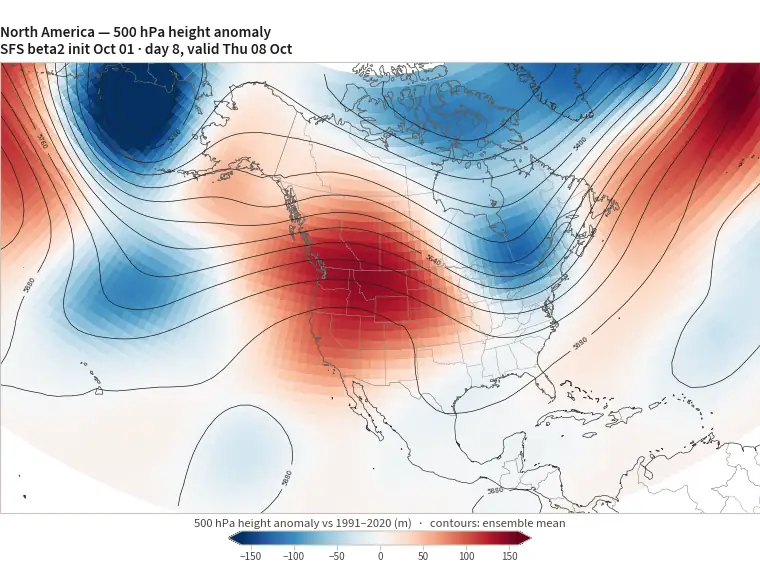 North America — 500 hPa height anomaly
SFS beta2 init Oct 01 · day 8, valid Thu 08 Oct
5400
5880
5880
5880
5880
500 hPa height anomaly vs 1991–2020 (m) · contours: ensemble mean
−150 −100 −50 0 50 100 150